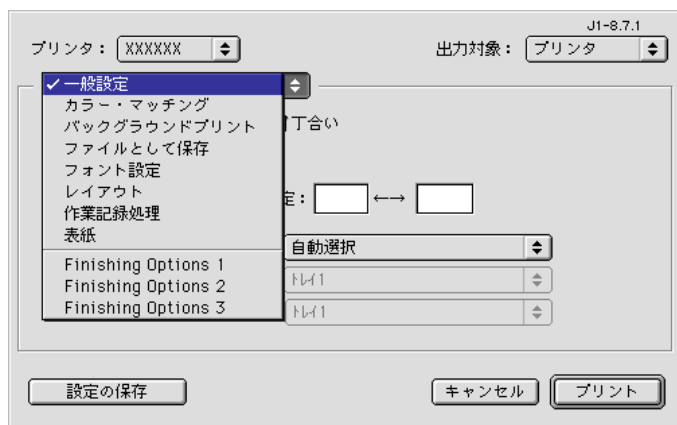 J1-8.7.1
プリンタ： XXXXXX 出力対象： プリンタ
✓一般設定
カラー・マッチング
バックグラウンドプリント
丁合い
ファイルとして保存
フォント設定
レイアウト
定： ←→
作業記録処理
表紙
自動選択
Finishing Options 1
トレイ1
Finishing Options 2
Finishing Options 3
トレイ1
設定の保存 キャンセル プリント